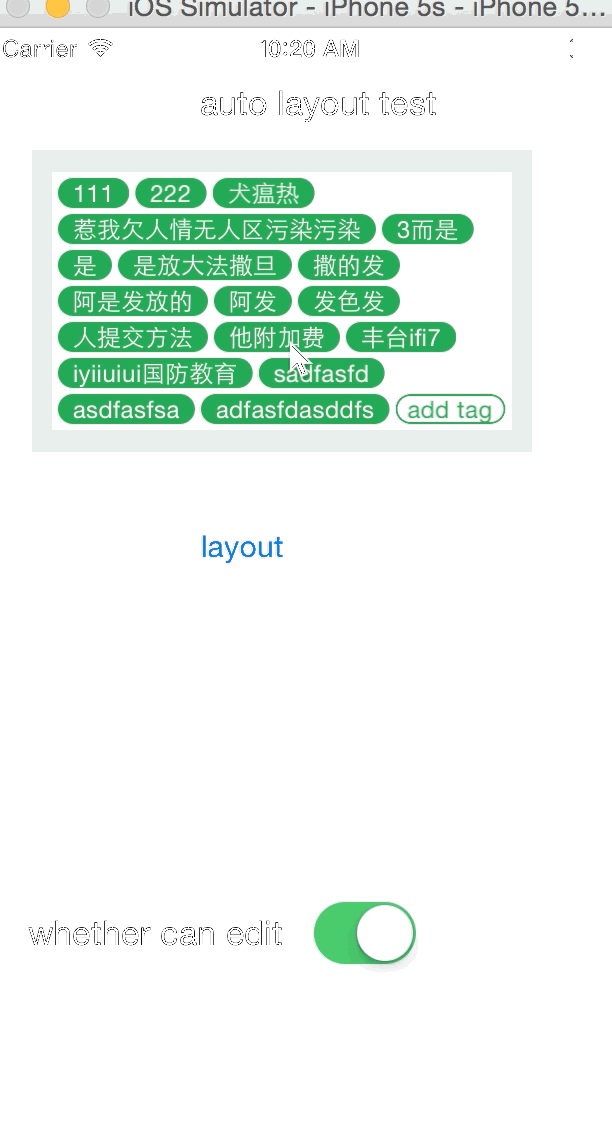 iOS Simulator - iPhone 5s - iPhone 5...
Carrier 10:20 AM
auto layout test
111 222 犬瘟热
惹我欠人情无人区污染污染 3而是
是 是放大法撒旦 撒的发
阿是发放的 阿发 发色发
人提交方法 他附加费 丰台ifi7
iyiiuiui国防教育 sadfasfd
asdfasfsa adfasfdasddfs add tag
layout
whether can edit